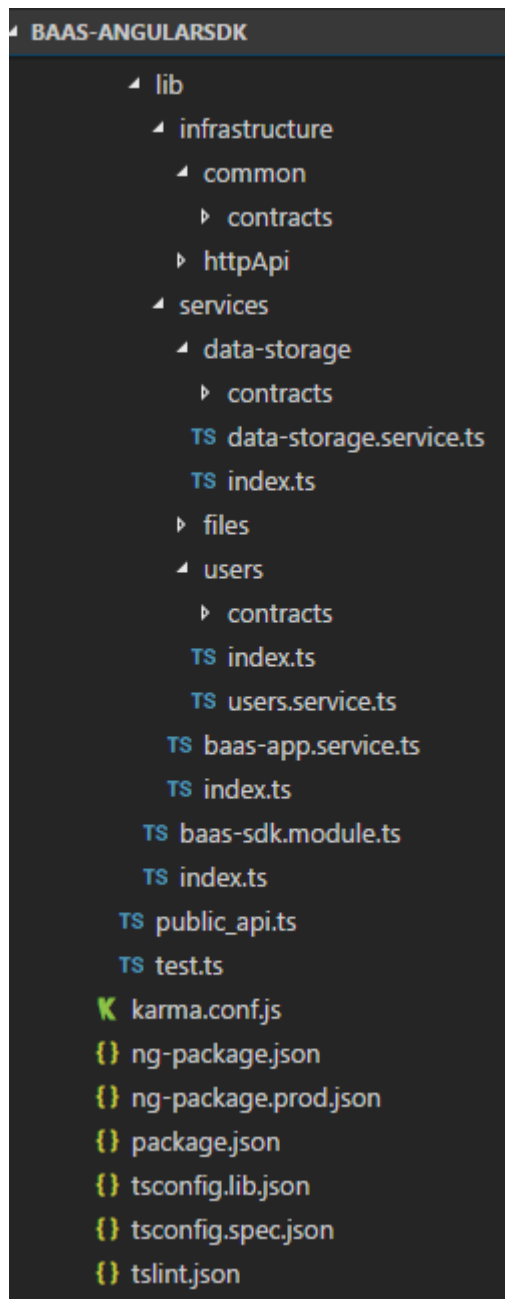 BAAS-ANGULARSDK
lib
infrastructure
common
contracts
httpApi
services
data-storage
contracts
TS data-storage.service.ts
TS index.ts
files
users
contracts
TS index.ts
TS users.service.ts
TS baas-app.service.ts
TS index.ts
TS baas-sdk.module.ts
TS index.ts
TS public_api.ts
TS test.ts
K karma.conf.js
{} ng-package.json
{} ng-package.prod.json
{} package.json
{} tsconfig.lib.json
{} tsconfig.spec.json
{} tslint.json